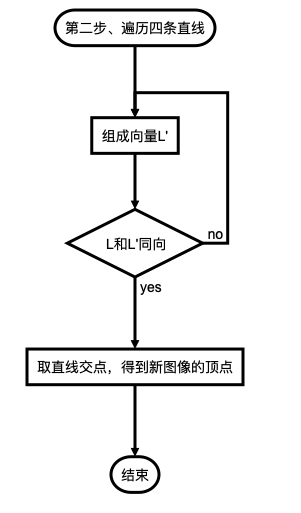 第二步、遍历四条直线
组成向量L'
L和L'同向
no
yes
取直线交点，得到新图像的顶点
结束